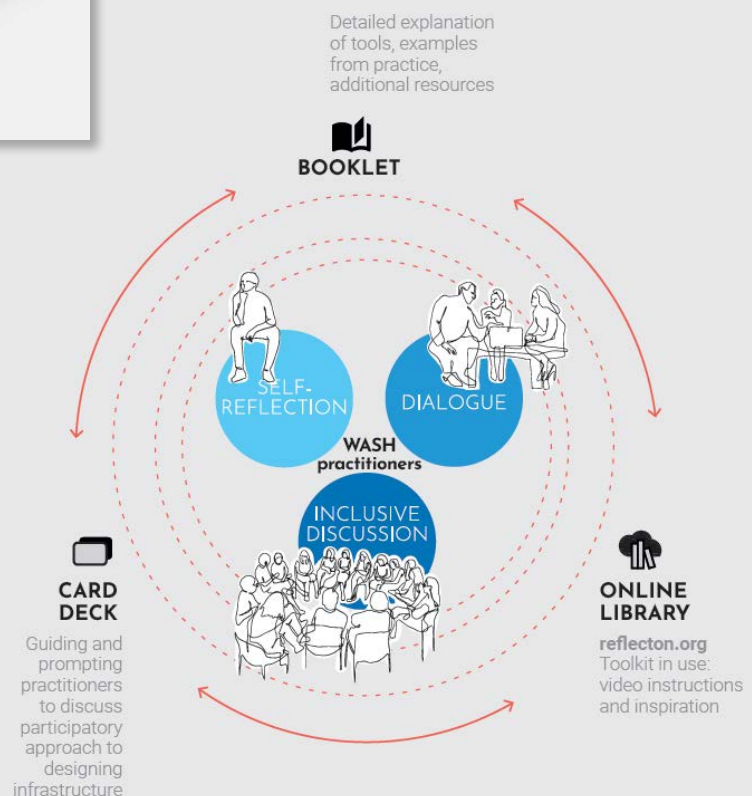 Detailed explanation
of tools, examples
from practice,
additional resources
BOOKLET
SELF-
REFLECTION
DIALOGUE
WASH
practitioners
INCLUSIVE
DISCUSSION
CARD
DECK
Guiding and
prompting
practitioners
to discuss
participatory
approach to
designing
infrastructure
ONLINE
LIBRARY
reflecton.org
Toolkit in use:
video instructions
and inspiration